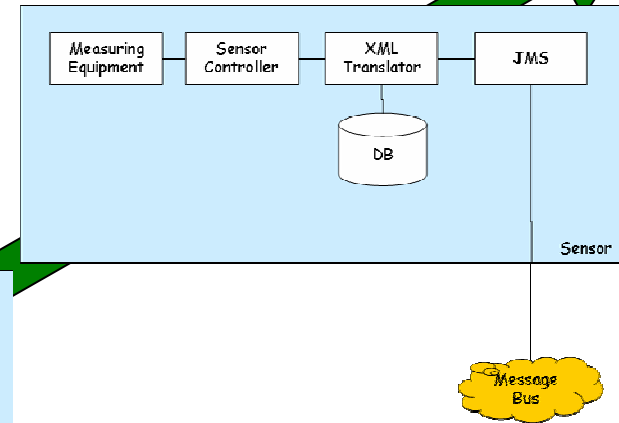 Measuring
Equipment
Sensor
Controller
XML
Translator
JMS
DB
Sensor
Message
Bus